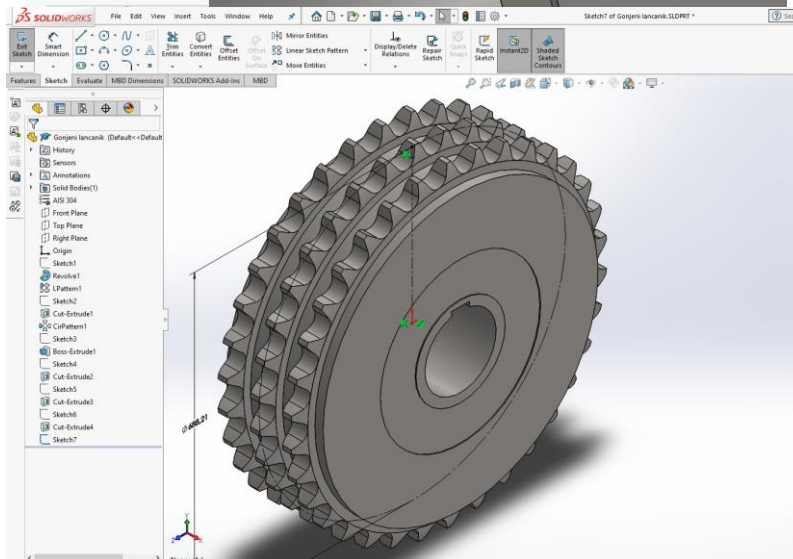 SOLIDWORKS File Edit View Insert Tools Window Help Sketch7 of Gonjeni lancanik.SLDPRT *
Exit Sketch
Smart Dimension
Trim Entities
Convert Entities
Offset Entities
Offset On Surface
Mirror Entities
Linear Sketch Pattern
Move Entities
Display/Delete Relations
Repair Sketch
Quick Snaps
Rapid Sketch
Instant2D
Shaded Sketch Contours
Features Sketch Evaluate MBD Dimensions SOLIDWORKS Add-Ins MBD
Gonjeni lancanik (Default<<Default
History
Sensors
Annotations
Solid Bodies(1)
AISI 304
Front Plane
Top Plane
Right Plane
Origin
Sketch1
Revolve1
LPattern1
Sketch2
Cut-Extrude1
CirPattern1
Sketch3
Boss-Extrude1
Sketch4
Cut-Extrude2
Sketch5
Cut-Extrude3
Sketch6
Cut-Extrude4
Sketch7
Y
Z
X